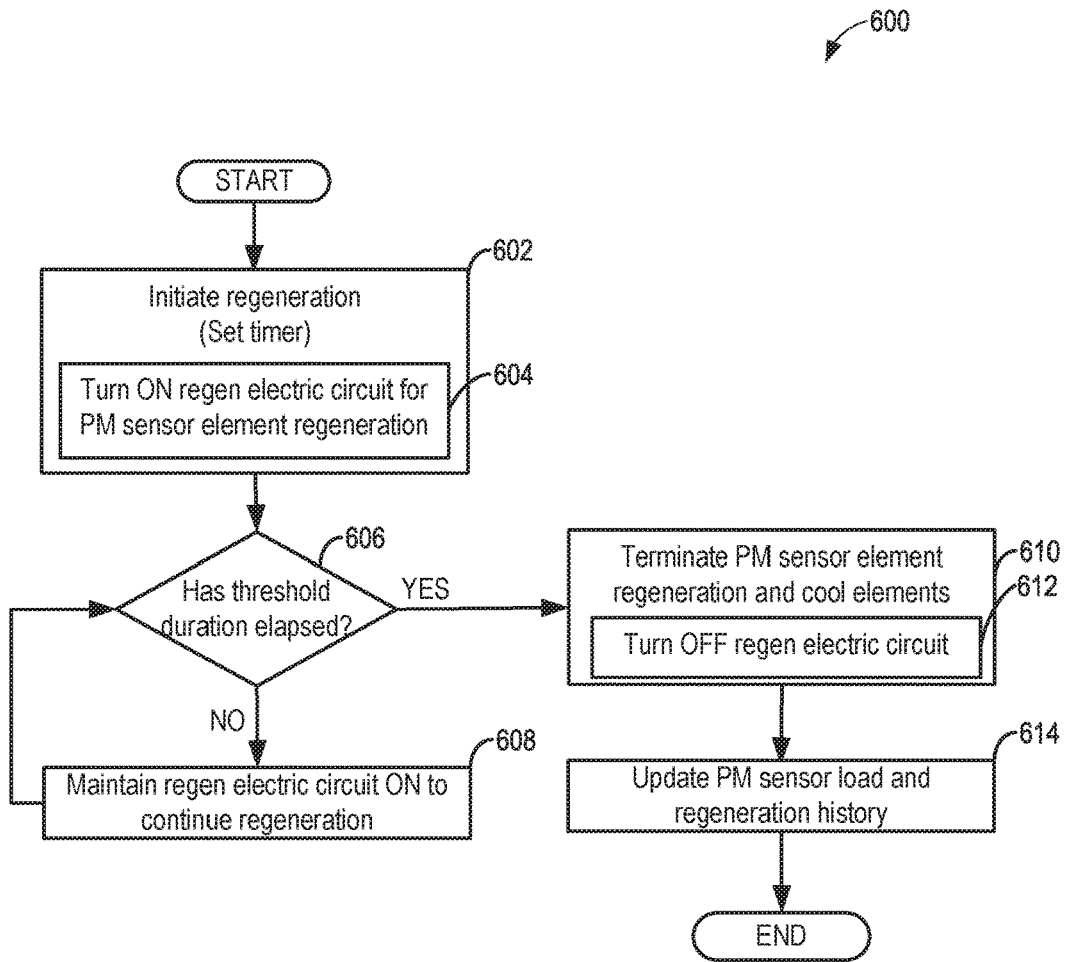 600
START
602
Initiate regeneration
(Set timer)
604
Turn ON regen electric circuit for
PM sensor element regeneration
606
Has threshold
duration elapsed?
YES
NO
608
Maintain regen electric circuit ON to
continue regeneration
610
Terminate PM sensor element
regeneration and cool elements
612
Turn OFF regen electric circuit
614
Update PM sensor load and
regeneration history
END